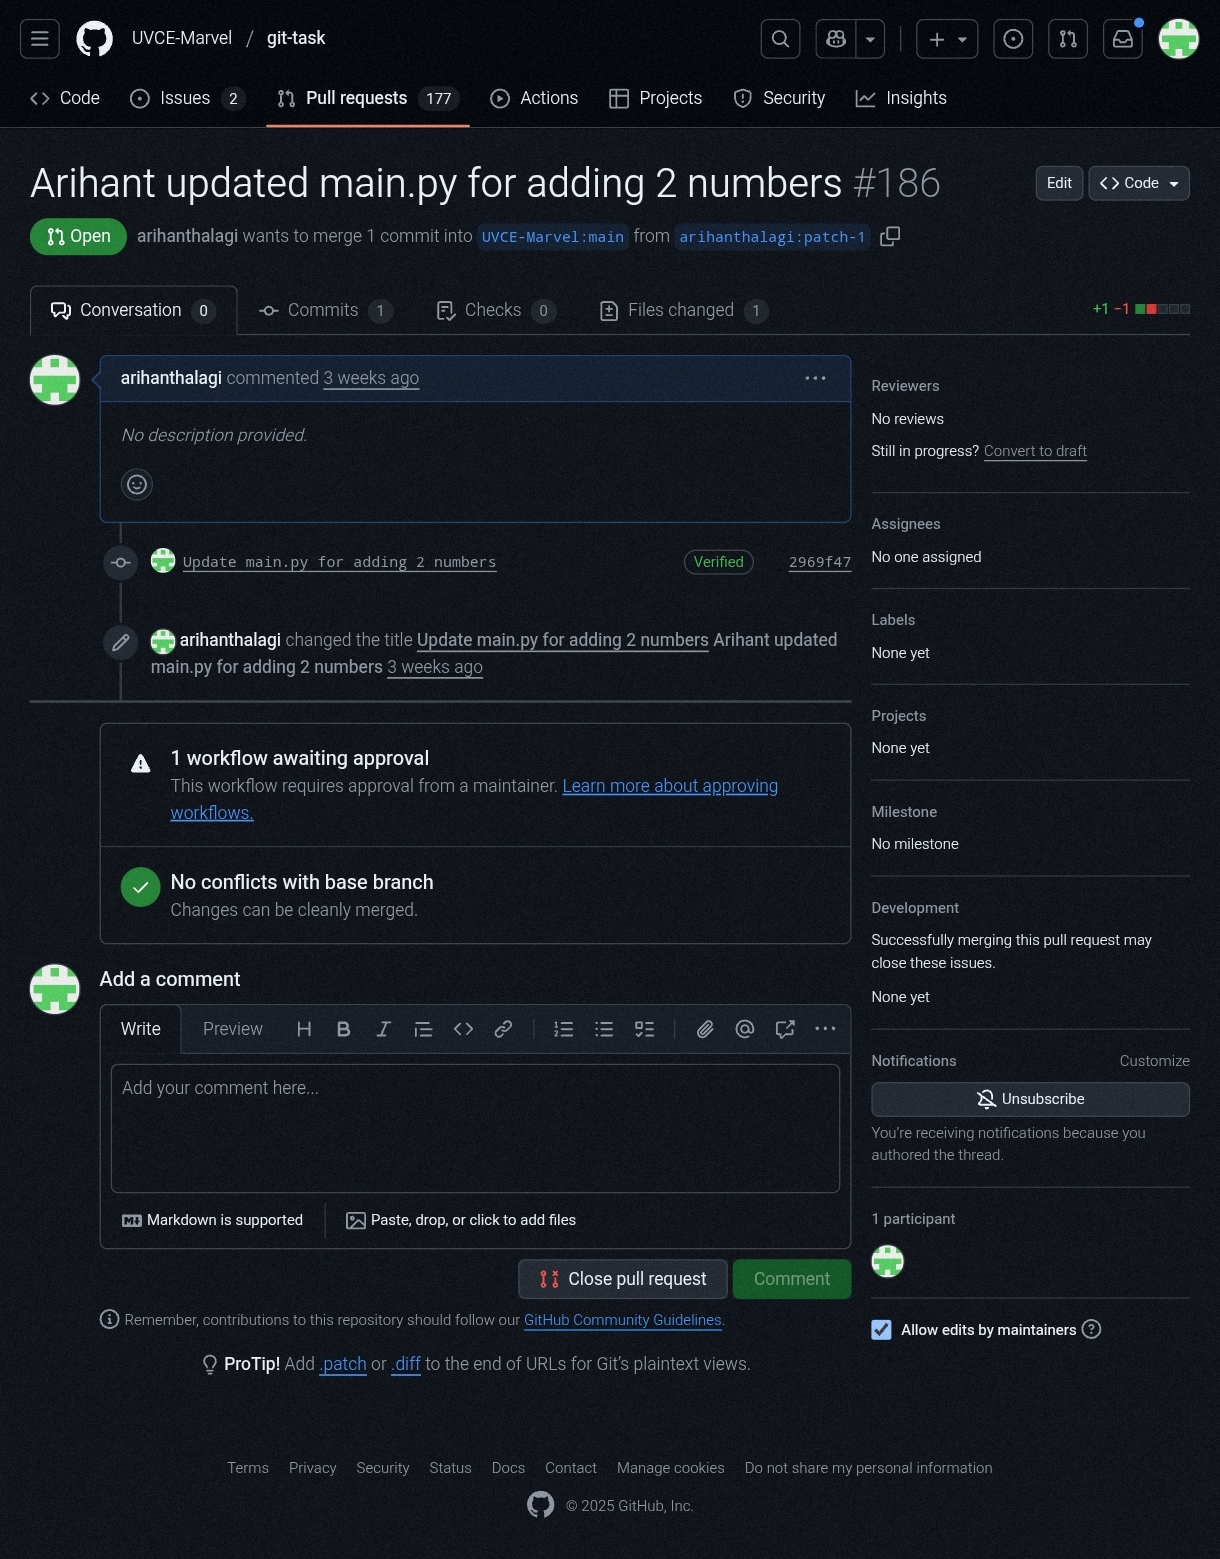 UVCE-Marvel / git-task
Code Issues 2 Pull requests 177 Actions Projects Security Insights
Arihant updated main.py for adding 2 numbers #186
Edit Code
Open arihanthalagi wants to merge 1 commit into UVCE-Marvel:main from arihanthalagi:patch-1
Conversation 0 Commits 1 Checks 0 Files changed 1 +1 −1
arihanthalagi commented 3 weeks ago
No description provided.
Update main.py for adding 2 numbers Verified 2969f47
arihanthalagi changed the title Update main.py for adding 2 numbers Arihant updated
main.py for adding 2 numbers 3 weeks ago
1 workflow awaiting approval
This workflow requires approval from a maintainer. Learn more about approving
workflows.
No conflicts with base branch
Changes can be cleanly merged.
Add a comment
Write Preview
Add your comment here...
Markdown is supported Paste, drop, or click to add files
Close pull request Comment
Remember, contributions to this repository should follow our GitHub Community Guidelines.
ProTip! Add .patch or .diff to the end of URLs for Git's plaintext views.
Reviewers
No reviews
Still in progress? Convert to draft
Assignees
No one assigned
Labels
None yet
Projects
None yet
Milestone
No milestone
Development
Successfully merging this pull request may
close these issues.
None yet
Notifications Customize
Unsubscribe
You're receiving notifications because you
authored the thread.
1 participant
Allow edits by maintainers
Terms Privacy Security Status Docs Contact Manage cookies Do not share my personal information
© 2025 GitHub, Inc.